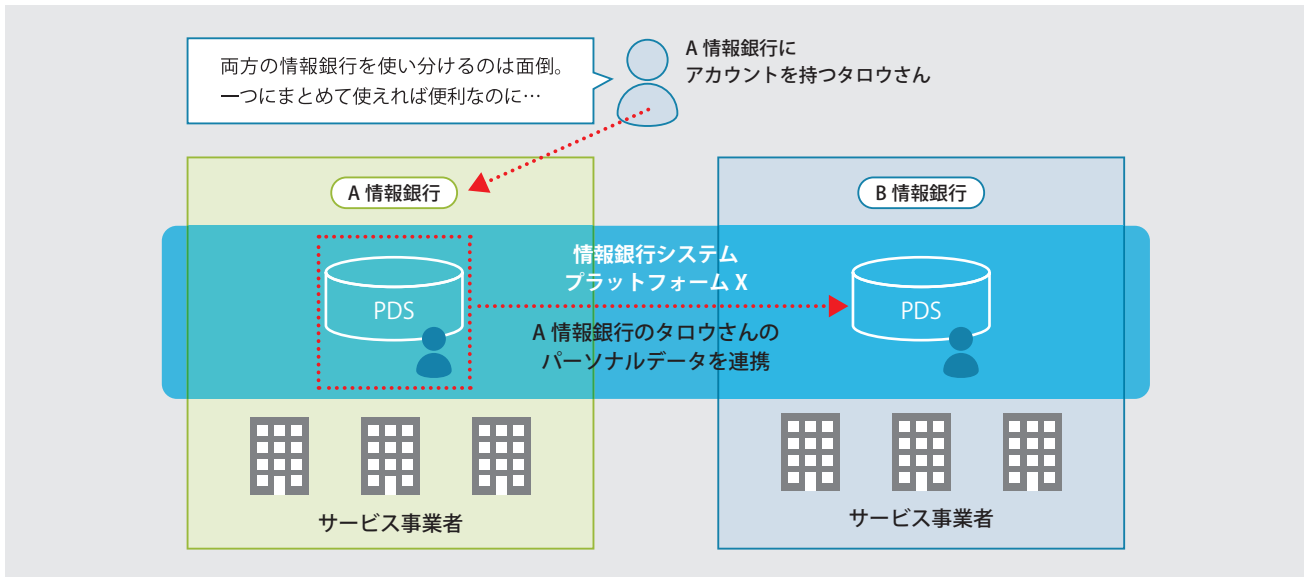 両方の情報銀行を使い分けるのは面倒。
一つにまとめて使えれば便利なのに…
A 情報銀行に
アカウントを持つタロウさん
A 情報銀行
B 情報銀行
情報銀行システム
プラットフォーム X
PDS
PDS
A 情報銀行のタロウさんの
パーソナルデータを連携
サービス事業者
サービス事業者